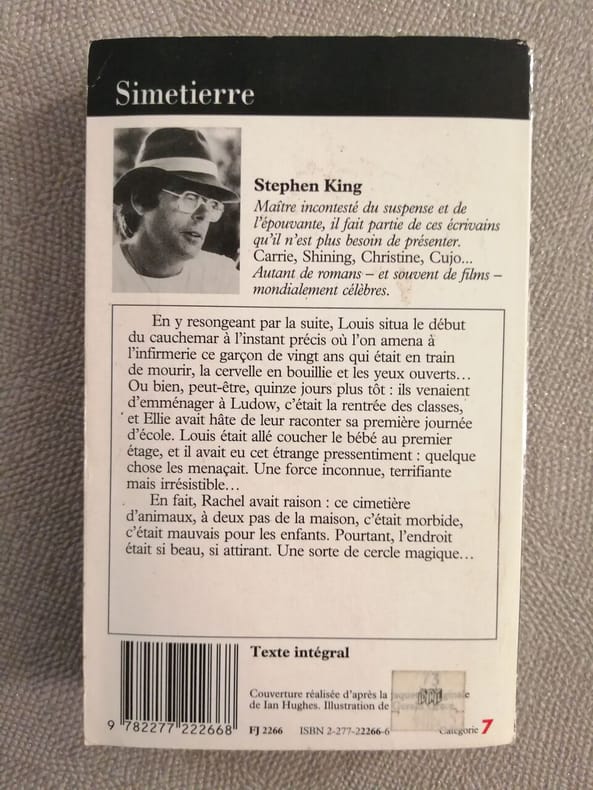 Simetierre
Stephen King
Maître incontesté du suspense et de
l'épouvante, il fait partie de ces écrivains
qu'il n'est plus besoin de présenter.
Carrie, Shining, Christine, Cujo...
Autant de romans – et souvent de films –
mondialement célèbres.
En y resongeant par la suite, Louis situa le début
du cauchemar à l'instant précis où l'on amena à
l'infirmerie ce garçon de vingt ans qui était en train
de mourir, la cervelle en bouillie et les yeux ouverts...
Ou bien, peut-être, quinze jours plus tôt : ils venaient
d'emménager à Ludow, c'était la rentrée des classes,
et Ellie avait hâte de leur raconter sa première journée
d'école. Louis était allé coucher le bébé au premier
étage, et il avait eu cet étrange pressentiment : quelque
chose les menaçait. Une force inconnue, terrifiante
mais irrésistible...
En fait, Rachel avait raison : ce cimetière
d'animaux, à deux pas de la maison, c'était morbide,
c'était mauvais pour les enfants. Pourtant, l'endroit
était si beau, si attirant. Une sorte de cercle magique...
Texte intégral
73
Couverture réalisée d'après la
de Ian Hughes. Illustration de
9 782277 222668
FJ 2266 ISBN 2-277-22266-6
Catégorie 7